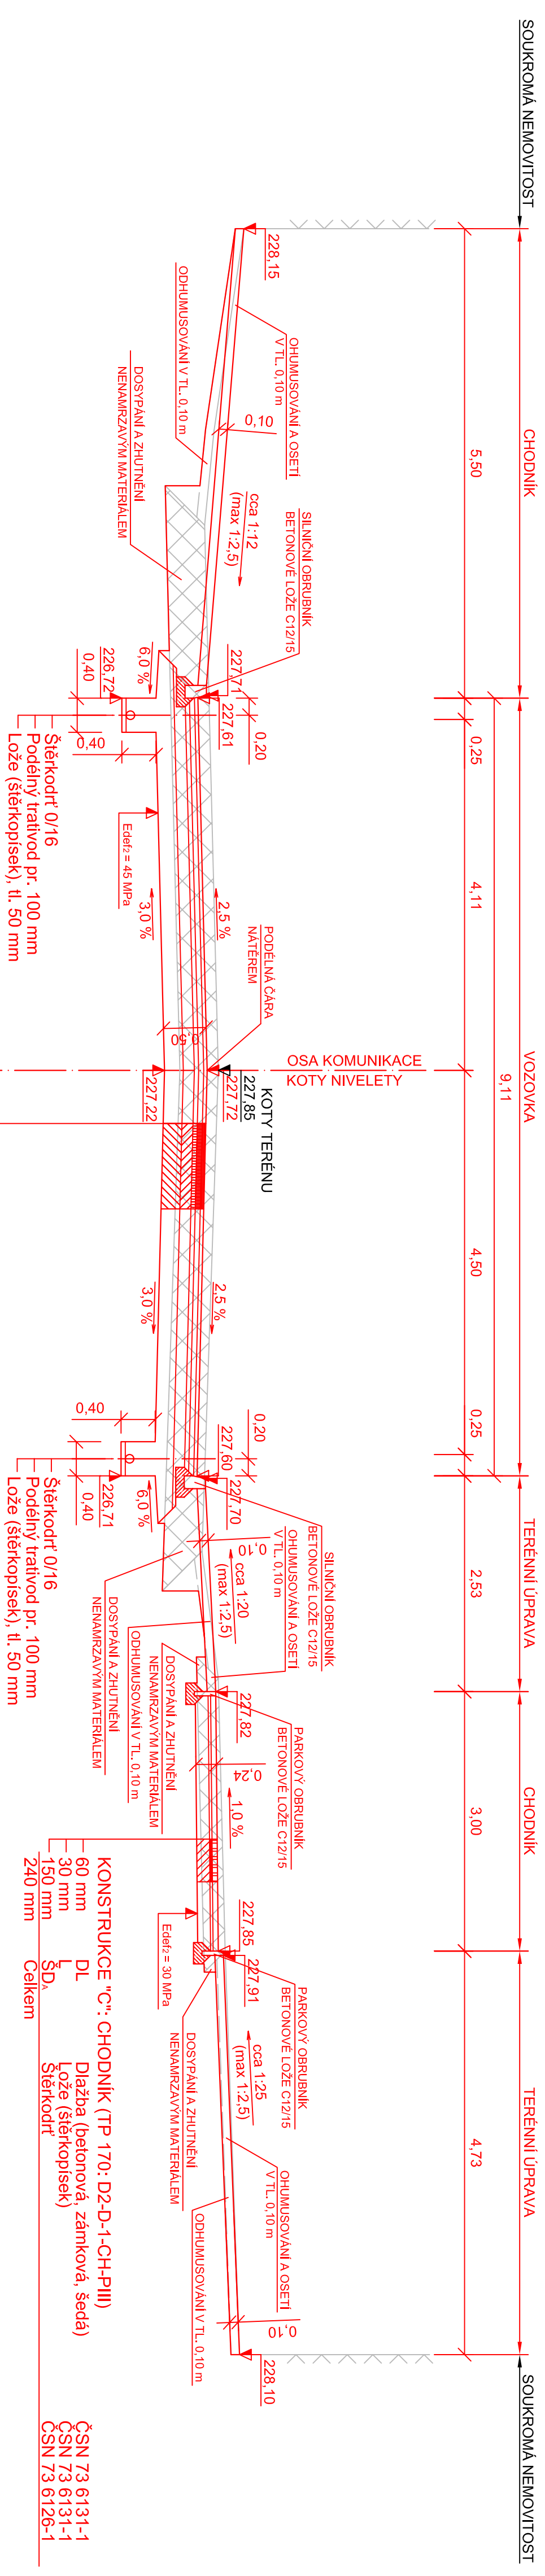 SOUKROMÁ NEMOVITOST
CHODNÍK
VOZOVKA
TERÉNNÍ ÚPRAVA
CHODNÍK
TERÉNNÍ ÚPRAVA
SOUKROMÁ NEMOVITOST
9,11
5,50
0,25
4,11
4,50
0,25
2,53
3,00
4,73
228,15
OHUMUSOVÁNÍ A OSETÍ
V TL. 0,10 m
0,10
ODHUMUSOVÁNÍ V TL. 0,10 m
DOSYPÁNÍ A ZHUTNĚNÍ
NENAMRZAVÝM MATERIÁLEM
cca 1:12
(max 1:2,5)
SILNIČNÍ OBRUBNÍK
BETONOVÉ LOŽE C12/15
227,71
227,61
0,20
6,0 %
226,72
0,40
0,40
Štěrkodrť 0/16
Podélný trativod pr. 100 mm
Lože (štěrkopísek), tl. 50 mm
Edef2 = 45 MPa
2,5 %
3,0 %
PODÉLNÁ ČÁRA
NÁTĚREM
0,50
OSA KOMUNIKACE
KOTY NIVELETY
KOTY TERÉNU
227,85
227,72
227,22
2,5 %
3,0 %
0,40
0,20
227,60
227,70
6,0 %
226,71
0,40
Štěrkodrť 0/16
Podélný trativod pr. 100 mm
Lože (štěrkopísek), tl. 50 mm
SILNIČNÍ OBRUBNÍK
BETONOVÉ LOŽE C12/15
OHUMUSOVÁNÍ A OSETÍ
V TL. 0,10 m
0,10
cca 1:20
(max 1:2,5)
ODHUMUSOVÁNÍ V TL. 0,10 m
DOSYPÁNÍ A ZHUTNĚNÍ
NENAMRZAVÝM MATERIÁLEM
DOSYPÁNÍ A ZHUTNĚNÍ
NENAMRZAVÝM MATERIÁLEM
227,82
PARKOVÝ OBRUBNÍK
BETONOVÉ LOŽE C12/15
0,24
1,0 %
Edef2 = 30 MPa
227,85
227,91
PARKOVÝ OBRUBNÍK
BETONOVÉ LOŽE C12/15
DOSYPÁNÍ A ZHUTNĚNÍ
NENAMRZAVÝM MATERIÁLEM
cca 1:25
(max 1:2,5)
OHUMUSOVÁNÍ A OSETÍ
V TL. 0,10 m
ODHUMUSOVÁNÍ V TL. 0,10 m
0,10
228,10
KONSTRUKCE "C": CHODNÍK (TP 170: D2-D-1-CH-PIII)
60 mm DL Dlažba (betonová, zámková, šedá) ČSN 73 6131-1
30 mm L Lože (štěrkopísek) ČSN 73 6131-1
150 mm ŠDA Štěrkodrť ČSN 73 6126-1
240 mm Celkem